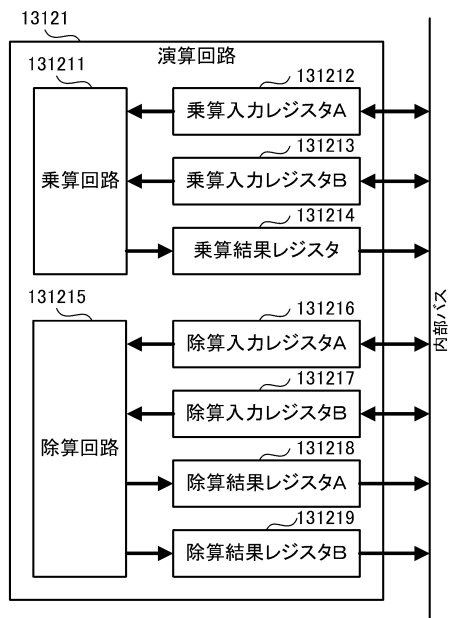 13121
演算回路
131211
乗算回路
131212
乗算入力レジスタA
131213
乗算入力レジスタB
131214
乗算結果レジスタ
131215
除算回路
131216
除算入力レジスタA
131217
除算入力レジスタB
131218
除算結果レジスタA
131219
除算結果レジスタB
内部バス